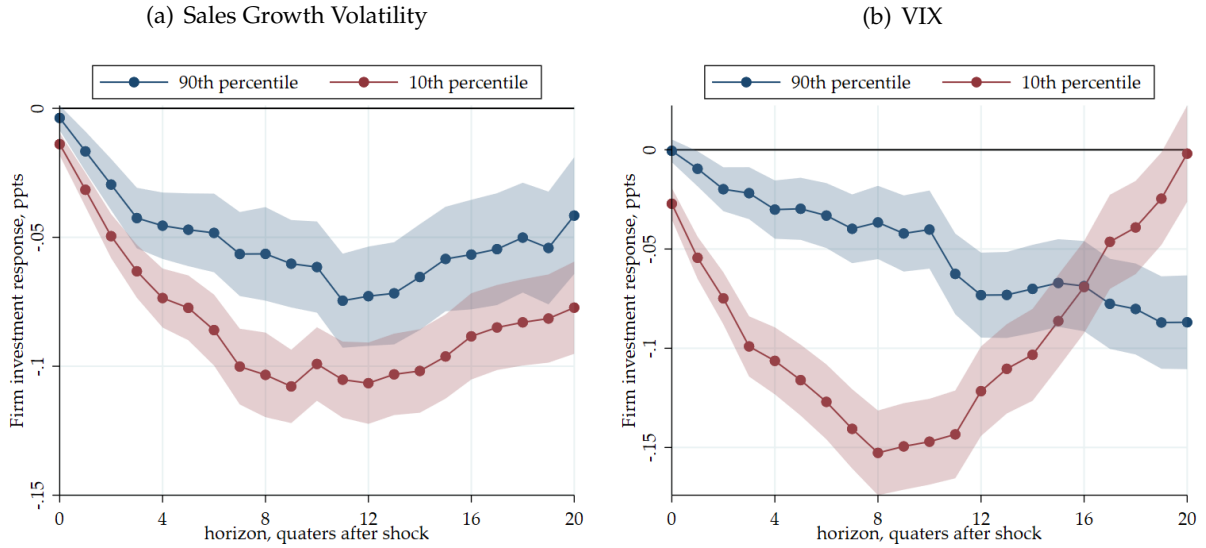 (a) Sales Growth Volatility
90th percentile 10th percentile
Firm investment response, ppts
0
-.05
-.1
-.15
0 4 8 12 16 20
horizon, quaters after shock
(b) VIX
90th percentile 10th percentile
Firm investment response, ppts
0
-.05
-.1
-.15
0 4 8 12 16 20
horizon, quaters after shock